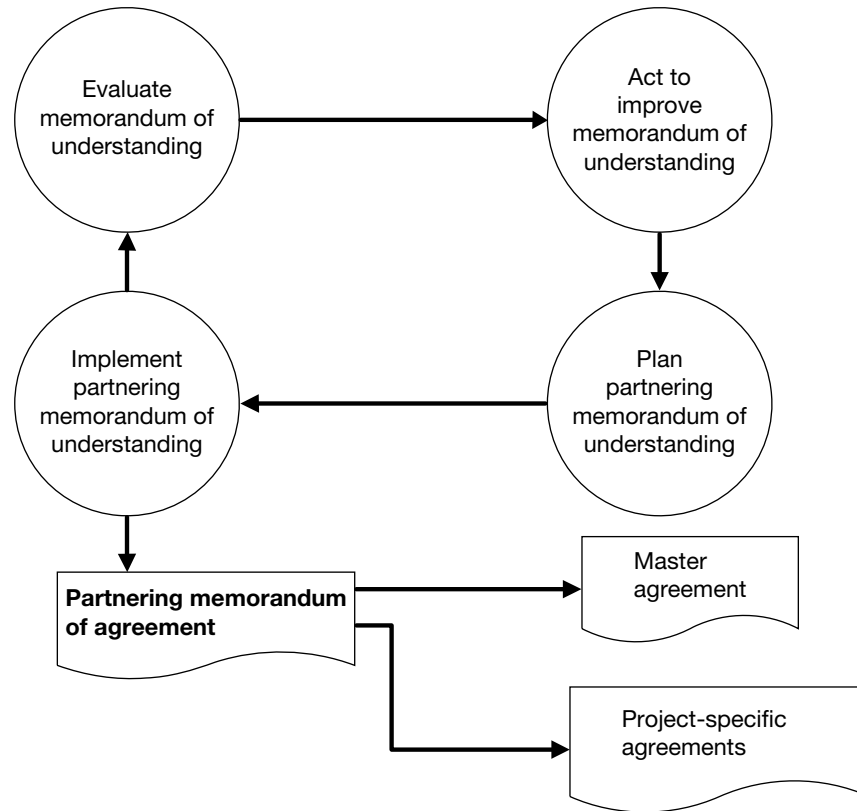 Evaluate
memorandum of
understanding
Act to
improve
memorandum of
understanding
Implement
partnering
memorandum of
understanding
Plan
partnering
memorandum of
understanding
Partnering memorandum
of agreement
Master
agreement
Project-specific
agreements